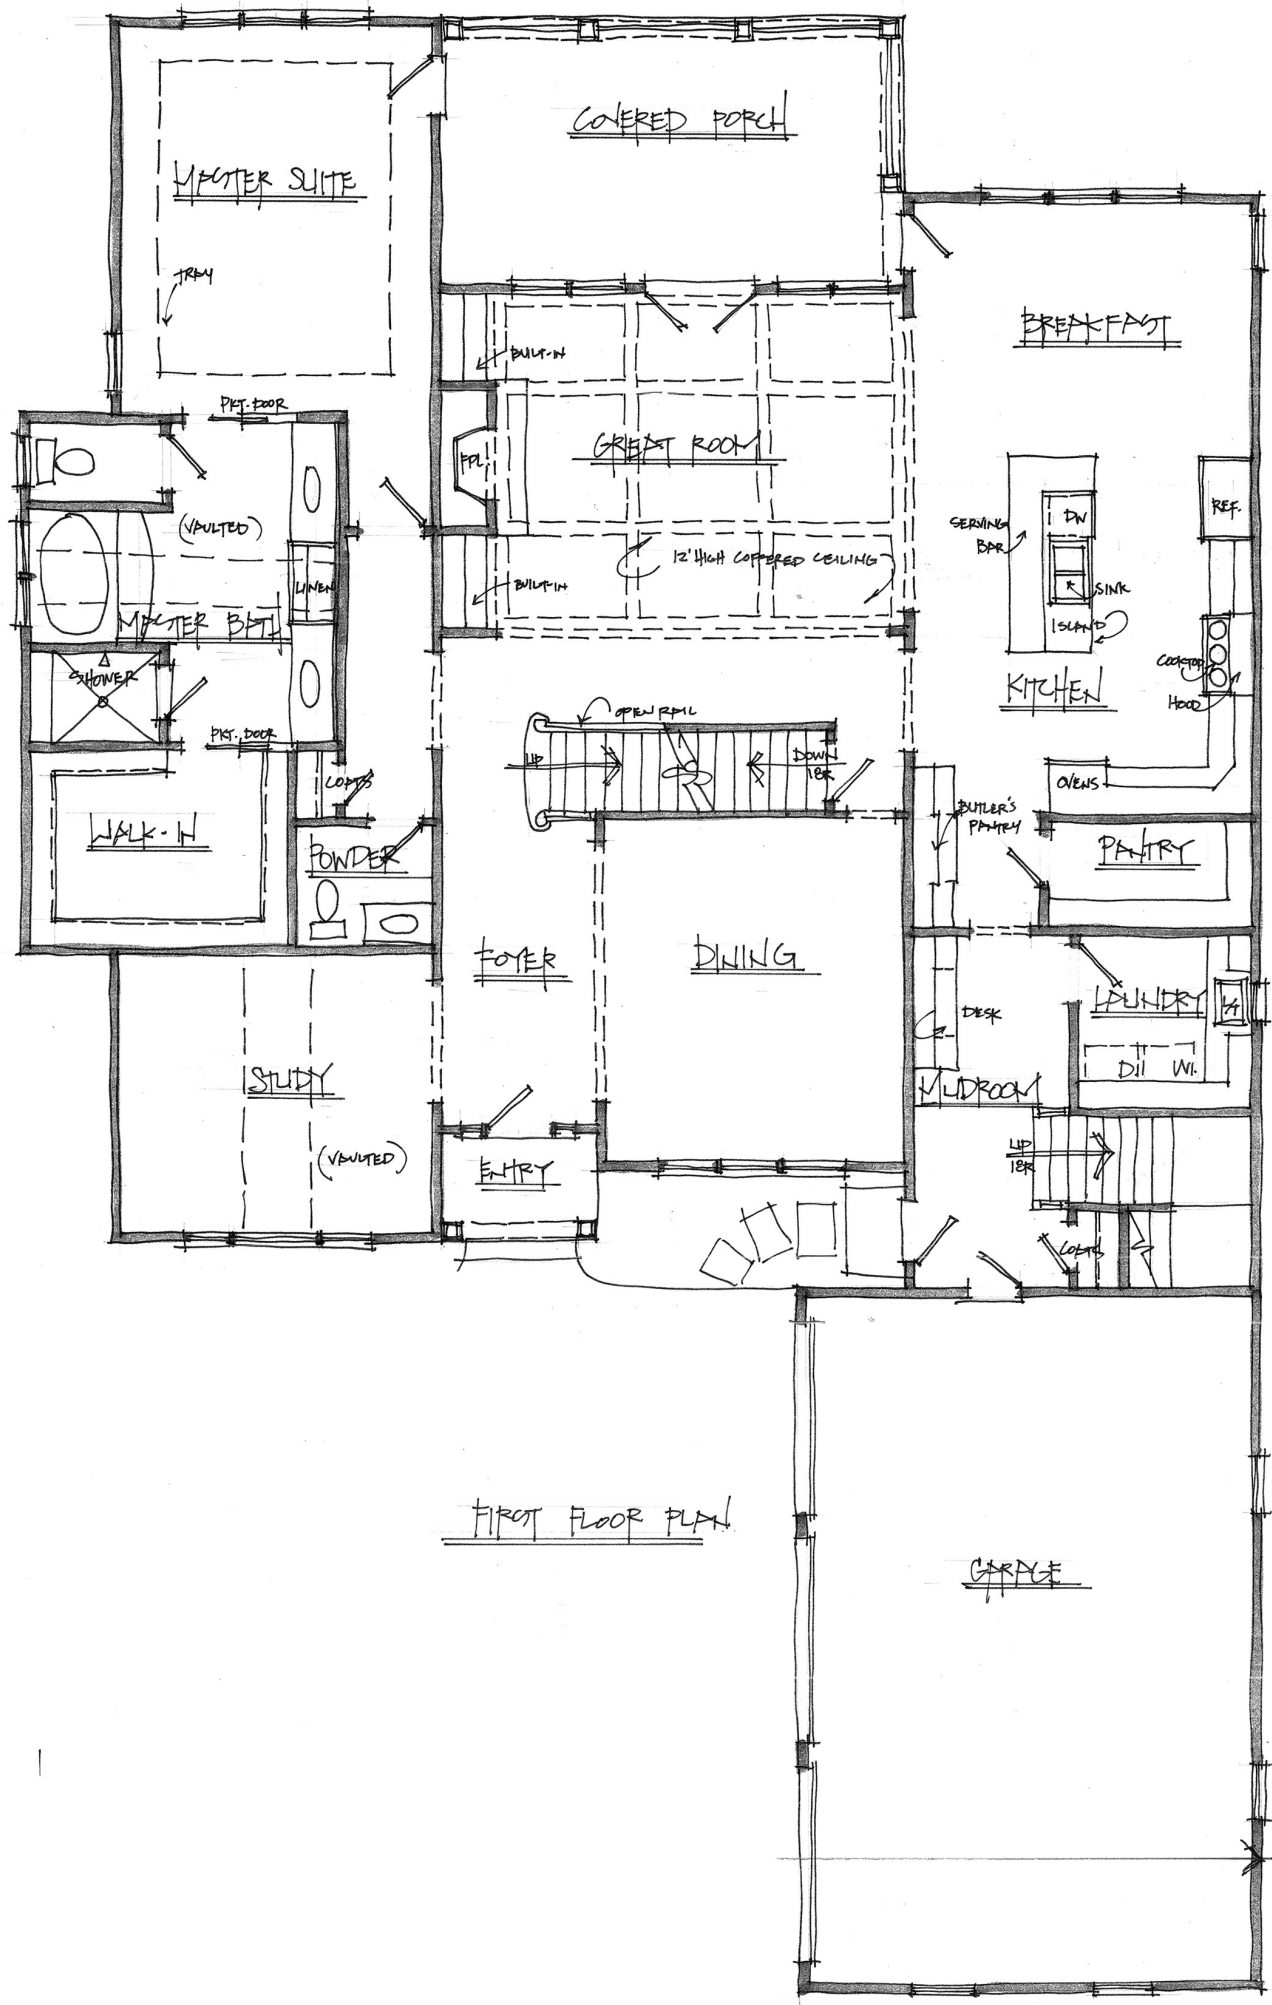 COVERED PORCH
MASTER SUITE
TRAY
BREAKFAST
BUILT-IN
PKT. DOOR
GREAT ROOM
FPL.
(VAULTED)
REF.
SERVING
BAR
DW
12' HIGH COFFERED CEILING
BUILT-IN
LINEN
SINK
ISLAND
MASTER BATH
SHOWER
COOKTOP
HOOD
KITCHEN
OPEN RAIL
PKT. DOOR
UP
DOWN
18R
COATS
OVENS
BUTLER'S
PANTRY
WALK-IN
POWDER
PANTRY
FOYER
DINING
LAUNDRY
DESK
STUDY
D
W.
MUDROOM
(VAULTED)
ENTRY
UP
18R
COATS
FIRST FLOOR PLAN
GARAGE